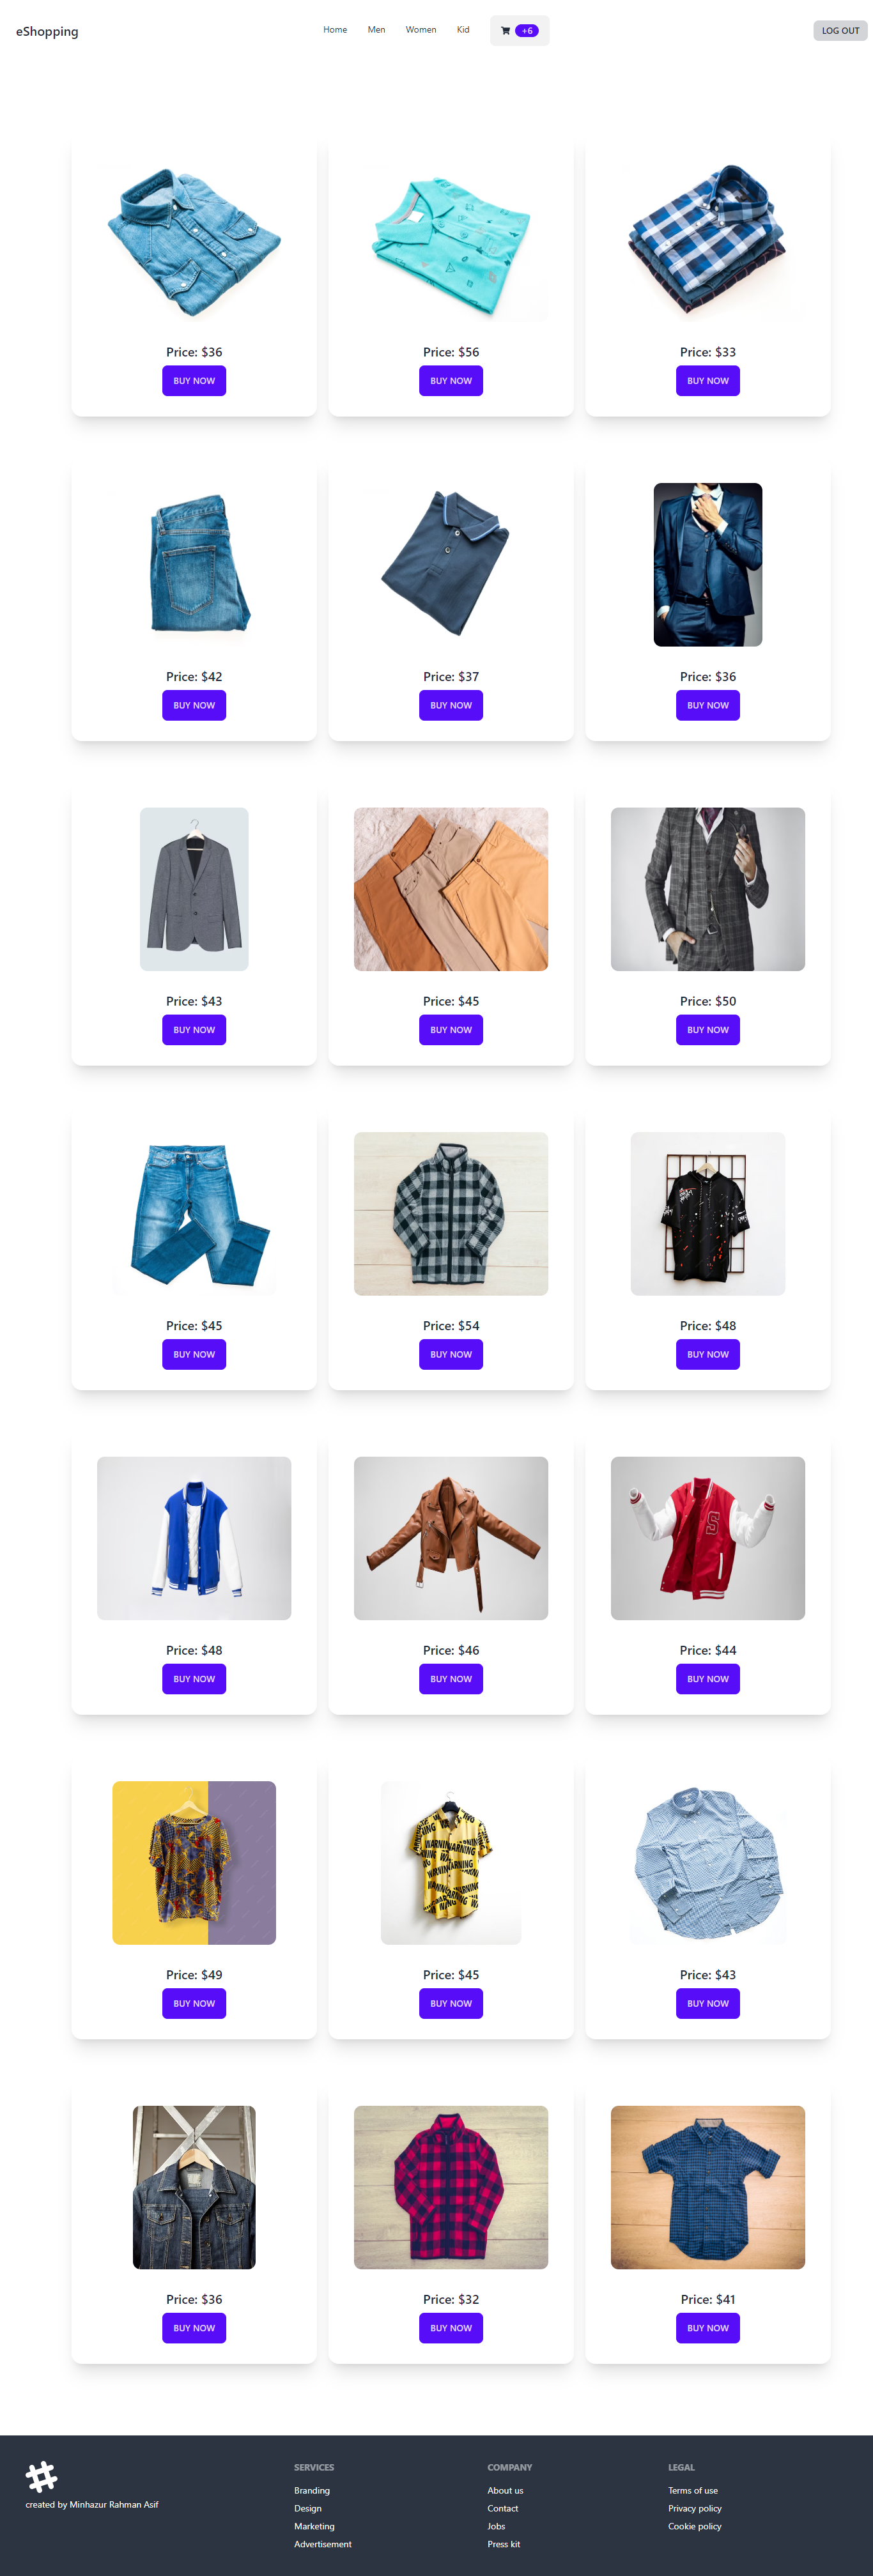 eShopping
Home Men Women Kid +6 LOG OUT
Price: $36 Price: $56 Price: $33
BUY NOW BUY NOW BUY NOW
Price: $42 Price: $37 Price: $36
BUY NOW BUY NOW BUY NOW
Price: $43 Price: $45 Price: $50
BUY NOW BUY NOW BUY NOW
Price: $45 Price: $54 Price: $48
BUY NOW BUY NOW BUY NOW
S
Price: $48 Price: $46 Price: $44
BUY NOW BUY NOW BUY NOW
WARNING
WARNING
Price: $49 Price: $45 Price: $43
BUY NOW BUY NOW BUY NOW
Price: $36 Price: $32 Price: $41
BUY NOW BUY NOW BUY NOW
created by Minhazur Rahman Asif
SERVICES
Branding
Design
Marketing
Advertisement
COMPANY
About us
Contact
Jobs
Press kit
LEGAL
Terms of use
Privacy policy
Cookie policy